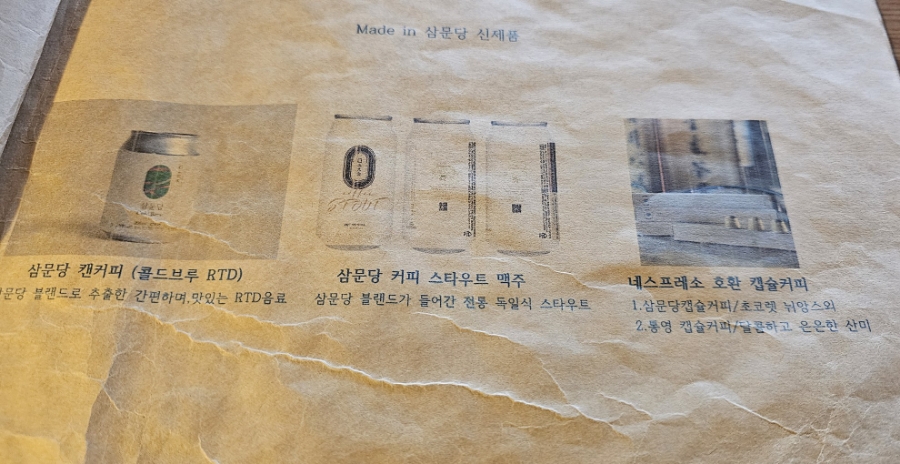 Made in 삼문당 신제품
삼문당
STOUT
삼문당 캔커피 (콜드브루 RTD)
삼문당 블렌드로 추출한 간편하며,맛있는 RTD음료
삼문당 커피 스타우트 맥주
삼문당 블렌드가 들어간 전통 독일식 스타우트
네스프레소 호환 캡슐커피
1.삼문당캡슐커피/초코렛 뉘앙스와
2.통영 캡슐커피/달콤하고 은은한 산미